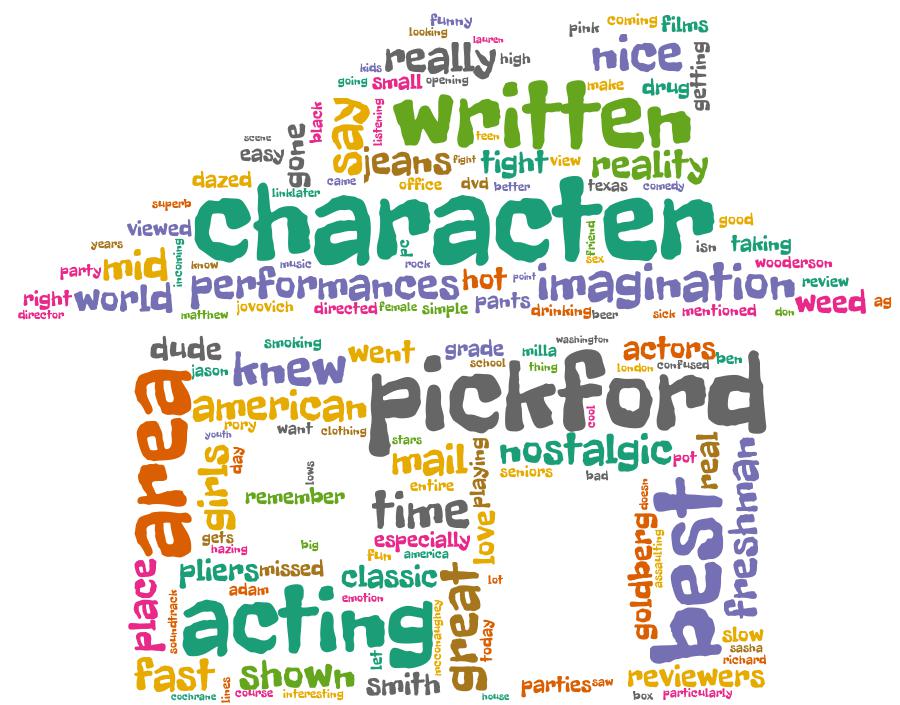 funny
looking
lauren
pink
coming
films
kids
really
high
nice
getting
going
small
opening
make
drug
black
say
listening
written
teen
scene
easy
gone
jeans
fight
tight
view
reality
dazed
linklater
came
office
dvd
better
texas
comedy
superb
character
good
viewed
pc
friend
sex
isn
taking
years
incoming
know
music
rock
wooderson
party
mid
performances
hot
point
imagination
review
right
world
pants
weed
ag
director
matthew
jovovich
directed
female
simple
drinking
beer
sick
mentioned
don
dude
smoking
went
grade
milla
washington
actors
ben
jason
knew
school
thing
london
confused
area
american
pickford
cool
rory
want
clothing
youth
stars
nostalgic
pot
real
girls
day
lows
mail
playing
seniors
bad
freshman
entire
remember
time
love
doesn
best
goldberg
assaulting
gets
hazing
big
especially
fun
america
place
pliers
missed
classic
great
lot
adam
emotion
soundtrack
acting
mcconaughey
today
let
slow
sasha
richard
fast
shown
smith
parties
saw
reviewers
cochrane
lines
course
interesting
house
box
particularly